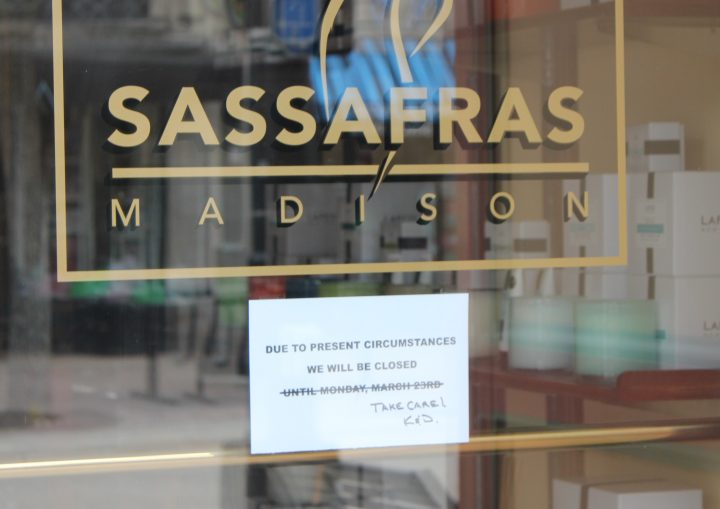 SASSAFRAS
MADISON
DUE TO PRESENT CIRCUMSTANCES
WE WILL BE CLOSED
UNTIL MONDAY, MARCH 23RD
TAKE CARE!
K&D.